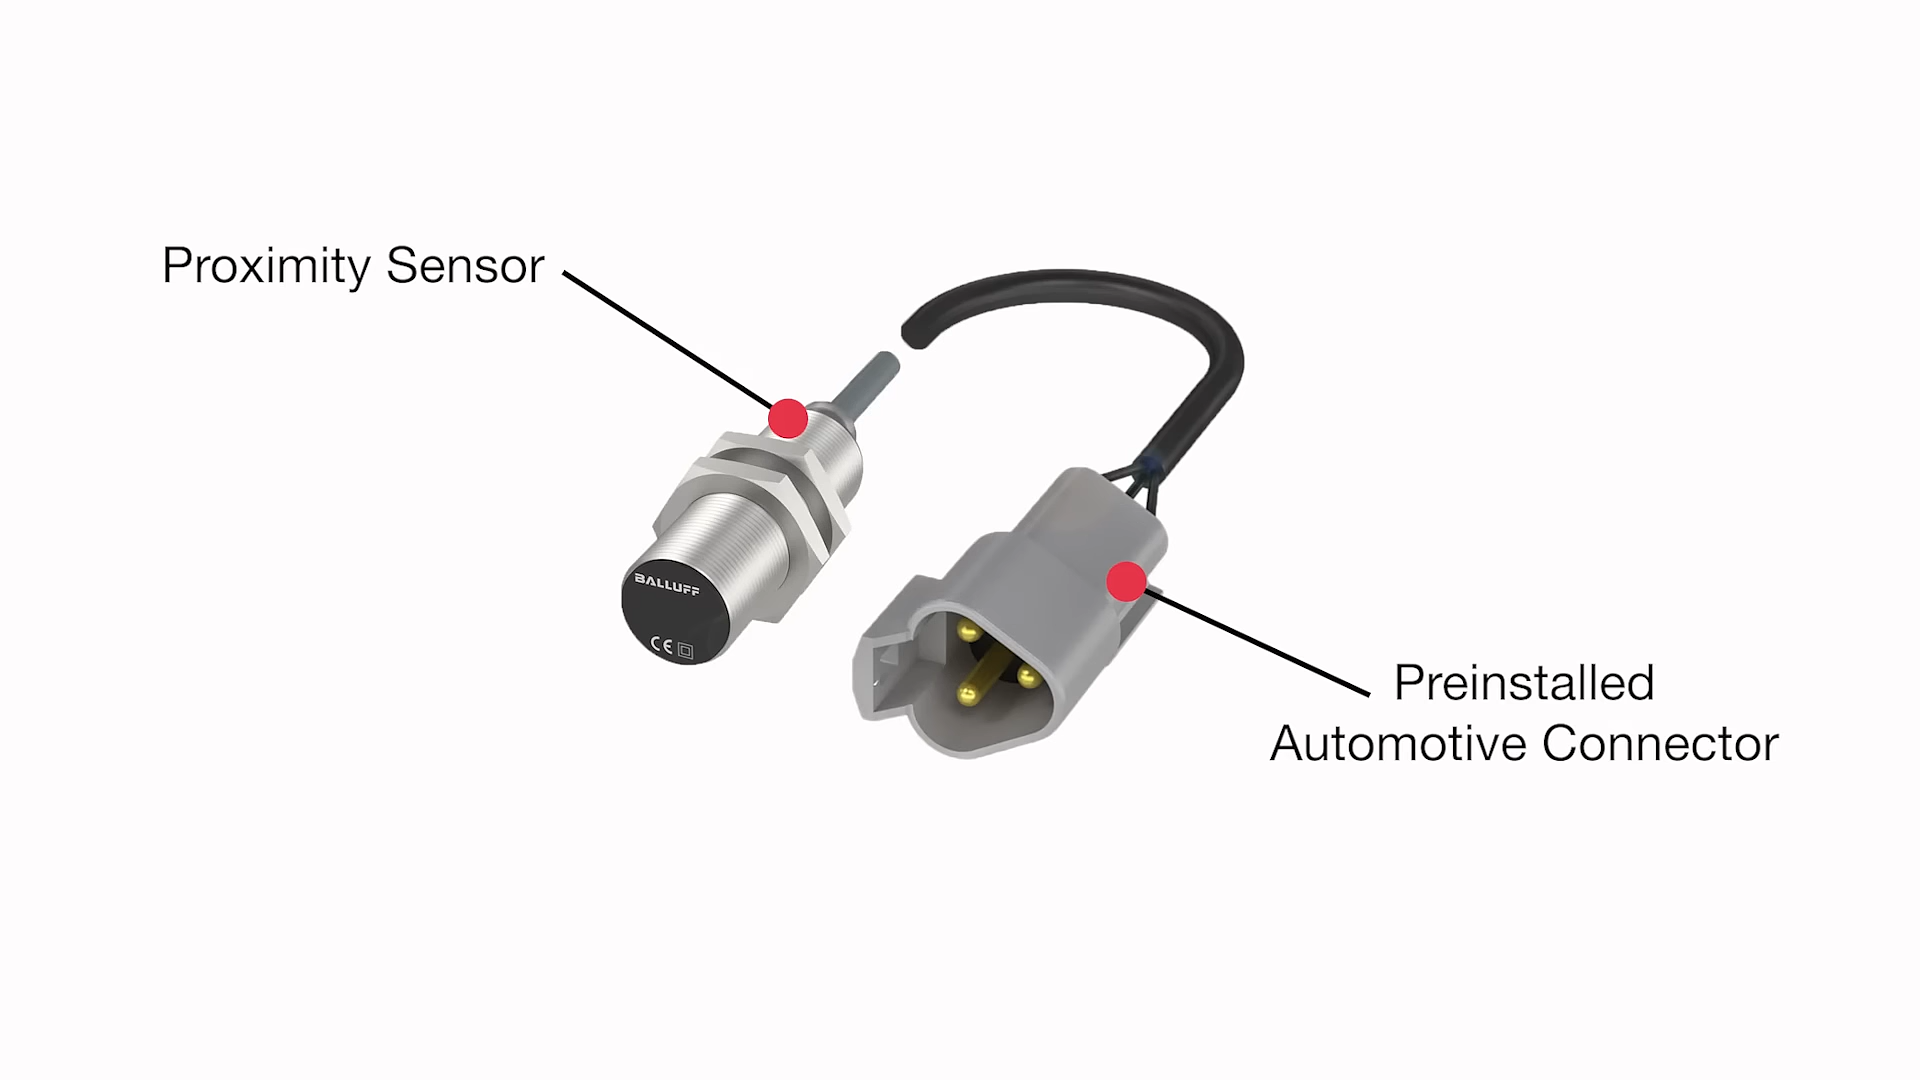 Proximity Sensor
BALLUFF
CE
Preinstalled
Automotive Connector